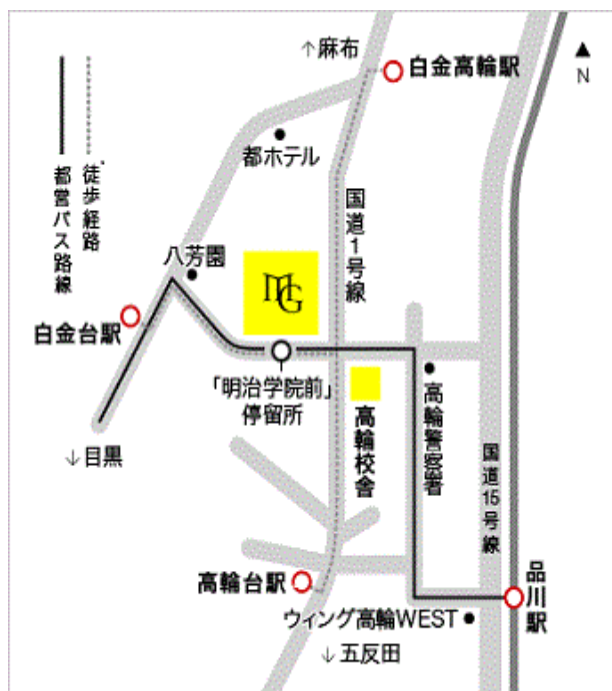 ↑麻布
白金高輪駅
N
都ホテル
徒歩経路
都営バス路線
国道1号線
八芳園
MG
白金台駅
「明治学院前」
停留所
高輪校舎
高輪警察署
国道15号線
↓目黒
高輪台駅
品川駅
ウィング高輪WEST
↓五反田